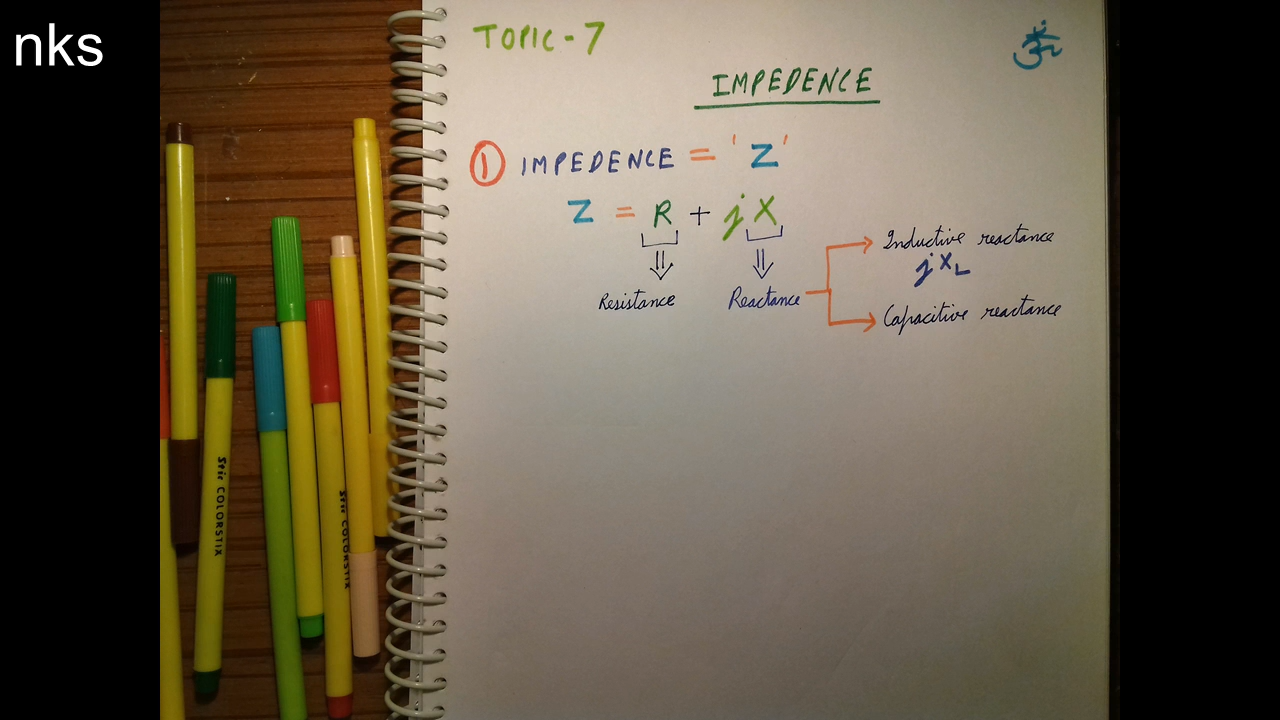 nks
TOPIC-7
ॐ
IMPEDENCE
① IMPEDENCE = 'Z'
Z = R + jX
Resistance
Reactance
Inductive reactance
jXL
Capacitive reactance
Stic COLORSTIX
Stic COLORSTIX